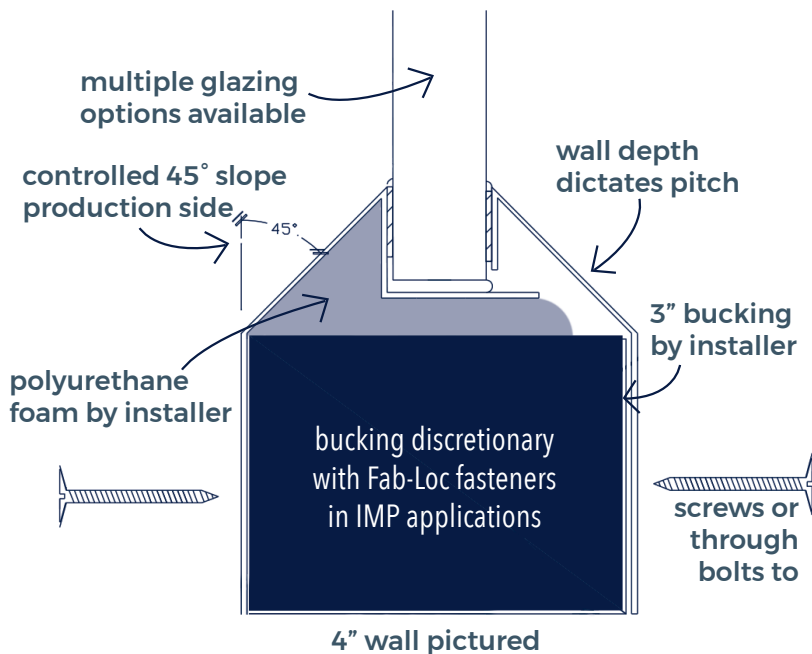 multiple glazing
options available
controlled 45° slope
production side
45°
wall depth
dictates pitch
3” bucking
by installer
polyurethane
foam by installer
bucking discretionary
with Fab-Loc fasteners
in IMP applications
screws or
through
bolts to
4” wall pictured